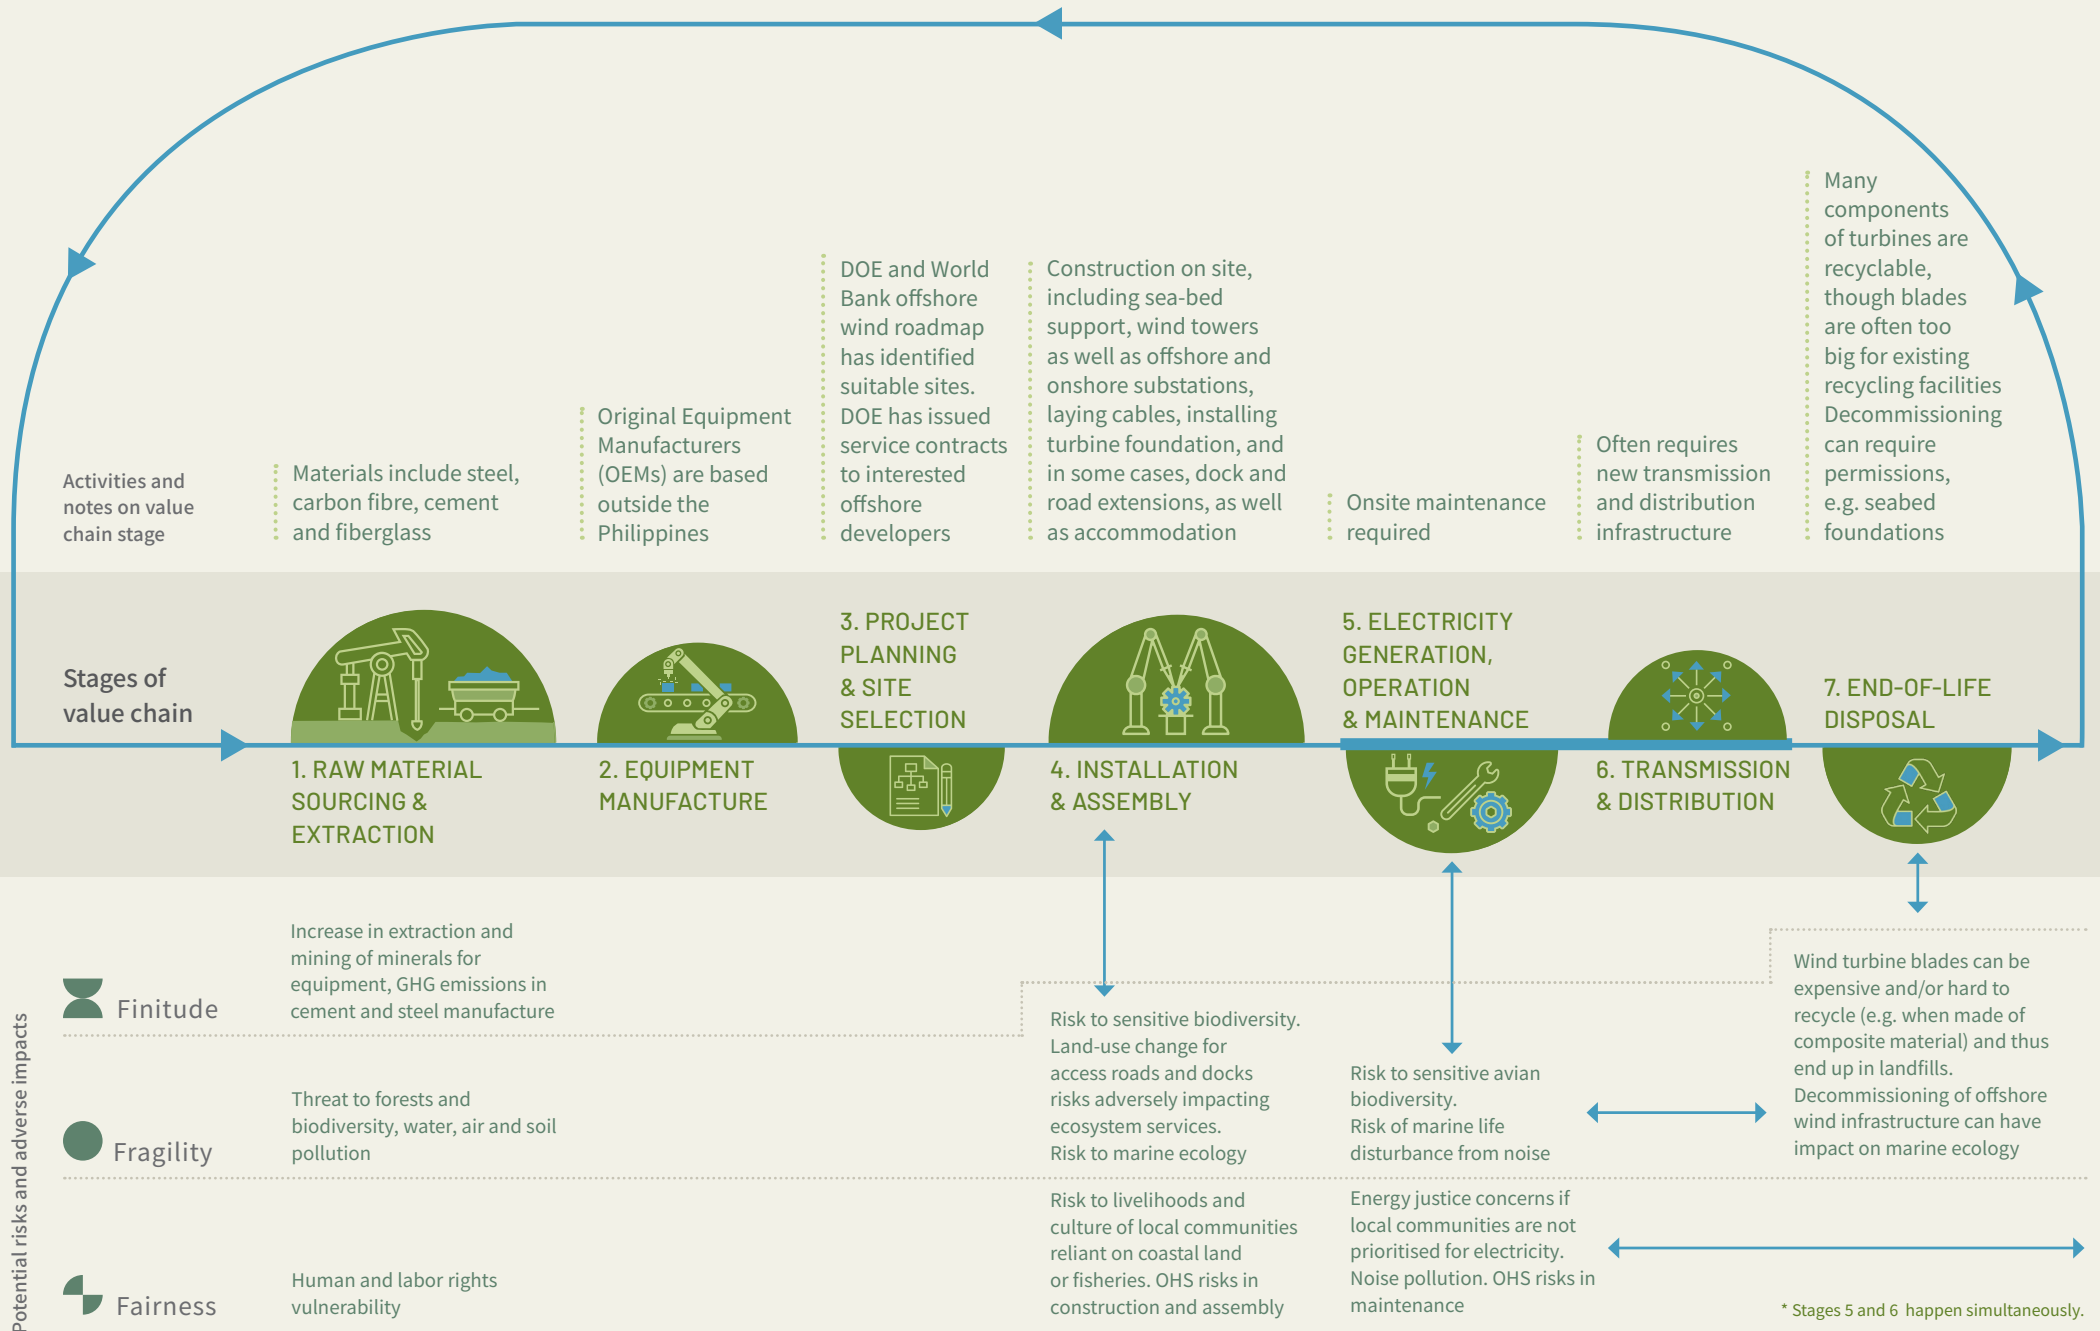 Activities and
notes on value
chain stage
Materials include steel,
carbon fibre, cement
and fiberglass
Original Equipment
Manufacturers
(OEMs) are based
outside the
Philippines
DOE and World
Bank offshore
wind roadmap
has identified
suitable sites.
DOE has issued
service contracts
to interested
offshore
developers
Construction on site,
including sea-bed
support, wind towers
as well as offshore and
onshore substations,
laying cables, installing
turbine foundation, and
in some cases, dock and
road extensions, as well
as accommodation
Onsite maintenance
required
Often requires
new transmission
and distribution
infrastructure
Many
components
of turbines are
recyclable,
though blades
are often too
big for existing
recycling facilities
Decommissioning
can require
permissions,
e.g. seabed
foundations
Stages of
value chain
1. RAW MATERIAL
SOURCING &
EXTRACTION
2. EQUIPMENT
MANUFACTURE
3. PROJECT
PLANNING
& SITE
SELECTION
4. INSTALLATION
& ASSEMBLY
5. ELECTRICITY
GENERATION,
OPERATION
& MAINTENANCE
6. TRANSMISSION
& DISTRIBUTION
7. END-OF-LIFE
DISPOSAL
Potential risks and adverse impacts
Finitude
Increase in extraction and
mining of minerals for
equipment, GHG emissions in
cement and steel manufacture
Fragility
Threat to forests and
biodiversity, water, air and soil
pollution
Risk to sensitive biodiversity.
Land-use change for
access roads and docks
risks adversely impacting
ecosystem services.
Risk to marine ecology
Risk to sensitive avian
biodiversity.
Risk of marine life
disturbance from noise
Wind turbine blades can be
expensive and/or hard to
recycle (e.g. when made of
composite material) and thus
end up in landfills.
Decommissioning of offshore
wind infrastructure can have
impact on marine ecology
Fairness
Human and labor rights
vulnerability
Risk to livelihoods and
culture of local communities
reliant on coastal land
or fisheries. OHS risks in
construction and assembly
Energy justice concerns if
local communities are not
prioritised for electricity.
Noise pollution. OHS risks in
maintenance
* Stages 5 and 6 happen simultaneously.